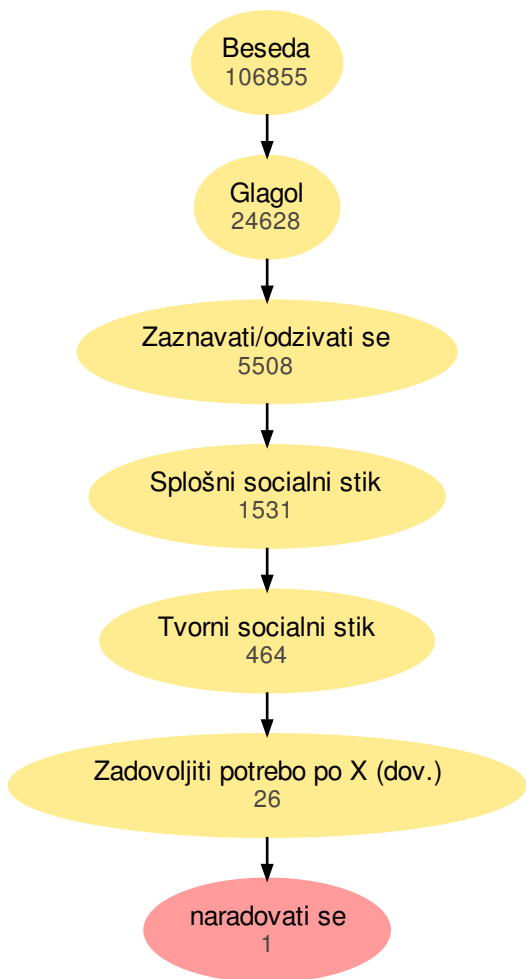 Beseda
106855
Glagol
24628
Zaznavati/odzivati se
5508
Splošni socialni stik
1531
Tvorni socialni stik
464
Zadovoljiti potrebo po X (dov.)
26
naradovati se
1